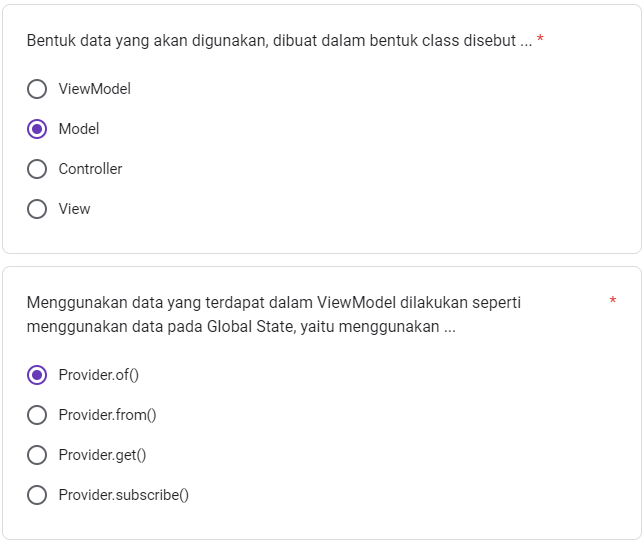 Bentuk data yang akan digunakan, dibuat dalam bentuk class disebut ... *
ViewModel
Model
Controller
View
Menggunakan data yang terdapat dalam ViewModel dilakukan seperti *
menggunakan data pada Global State, yaitu menggunakan ...
Provider.of()
Provider.from()
Provider.get()
Provider.subscribe()